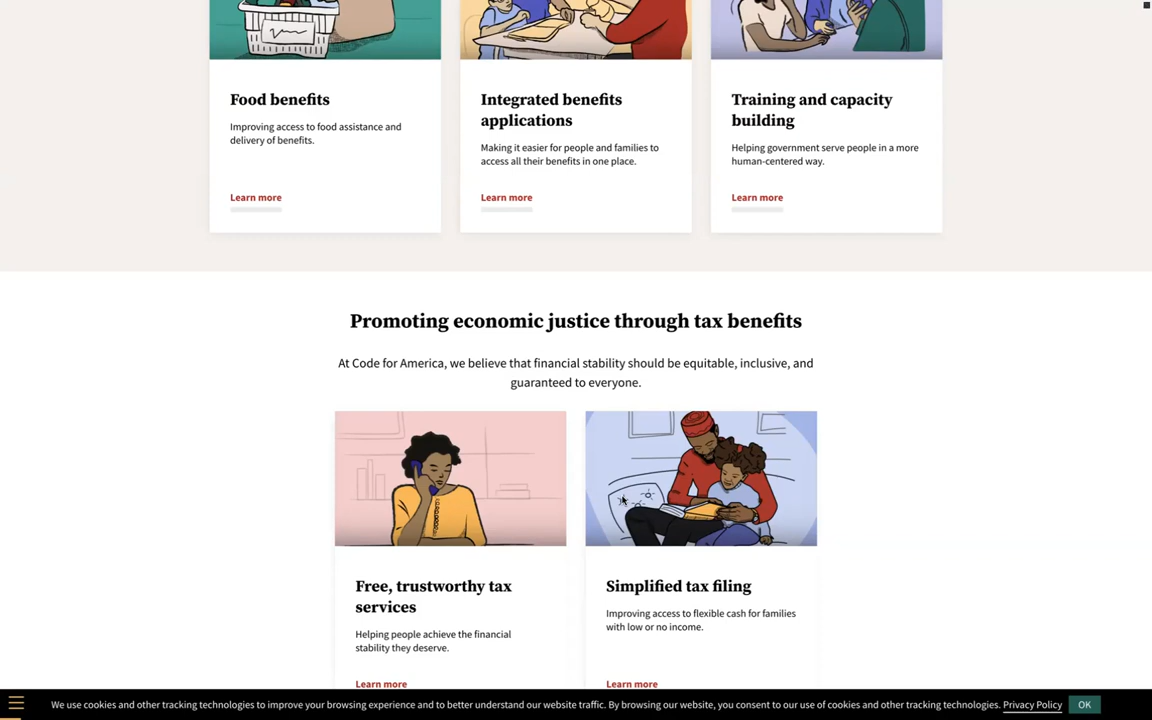 Food benefits
Improving access to food assistance and
delivery of benefits.
Learn more
Integrated benefits
applications
Making it easier for people and families to
access all their benefits in one place.
Learn more
Training and capacity
building
Helping government serve people in a more
human-centered way.
Learn more
Promoting economic justice through tax benefits
At Code for America, we believe that financial stability should be equitable, inclusive, and
guaranteed to everyone.
Free, trustworthy tax
services
Helping people achieve the financial
stability they deserve.
Learn more
Simplified tax filing
Improving access to flexible cash for families
with low or no income.
Learn more
We use cookies and other tracking technologies to improve your browsing experience and to better understand our website traffic. By browsing our website, you consent to our use of cookies and other tracking technologies. Privacy Policy OK